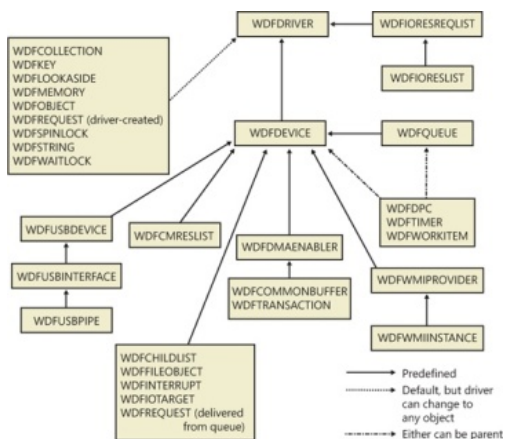 WDFDRIVER
WDFIORESREQLIST
WDFCOLLECTION
WDFKEY
WDFLOOKASIDE
WDFMEMORY
WDFOBJECT
WDFREQUEST (driver-created)
WDFSPINLOCK
WDFSTRING
WDFWAITLOCK
WDFIORESLIST
WDFDEVICE
WDFQUEUE
WDFDPC
WDFTIMER
WDFWORKITEM
WDFUSBDEVICE
WDFCMRESLIST
WDFDMAENABLER
WDFUSBINTERFACE
WDFCOMMONBUFFER
WDFTRANSACTION
WDFWMIPROVIDER
WDFUSBPIPE
WDFWMIINSTANCE
WDFCHILDLIST
WDFFILEOBJECT
WDFINTERRUPT
WDFIOTARGET
WDFREQUEST (delivered
from queue)
Predefined
Default, but driver
can change to
any object
Either can be parent